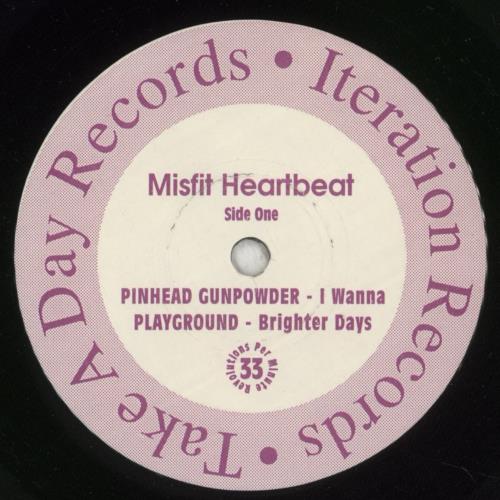 Take A Day Records • Iteration Records •
Misfit Heartbeat
Side One
PINHEAD GUNPOWDER - I Wanna
PLAYGROUND - Brighter Days
33
Revolutions Per Minute